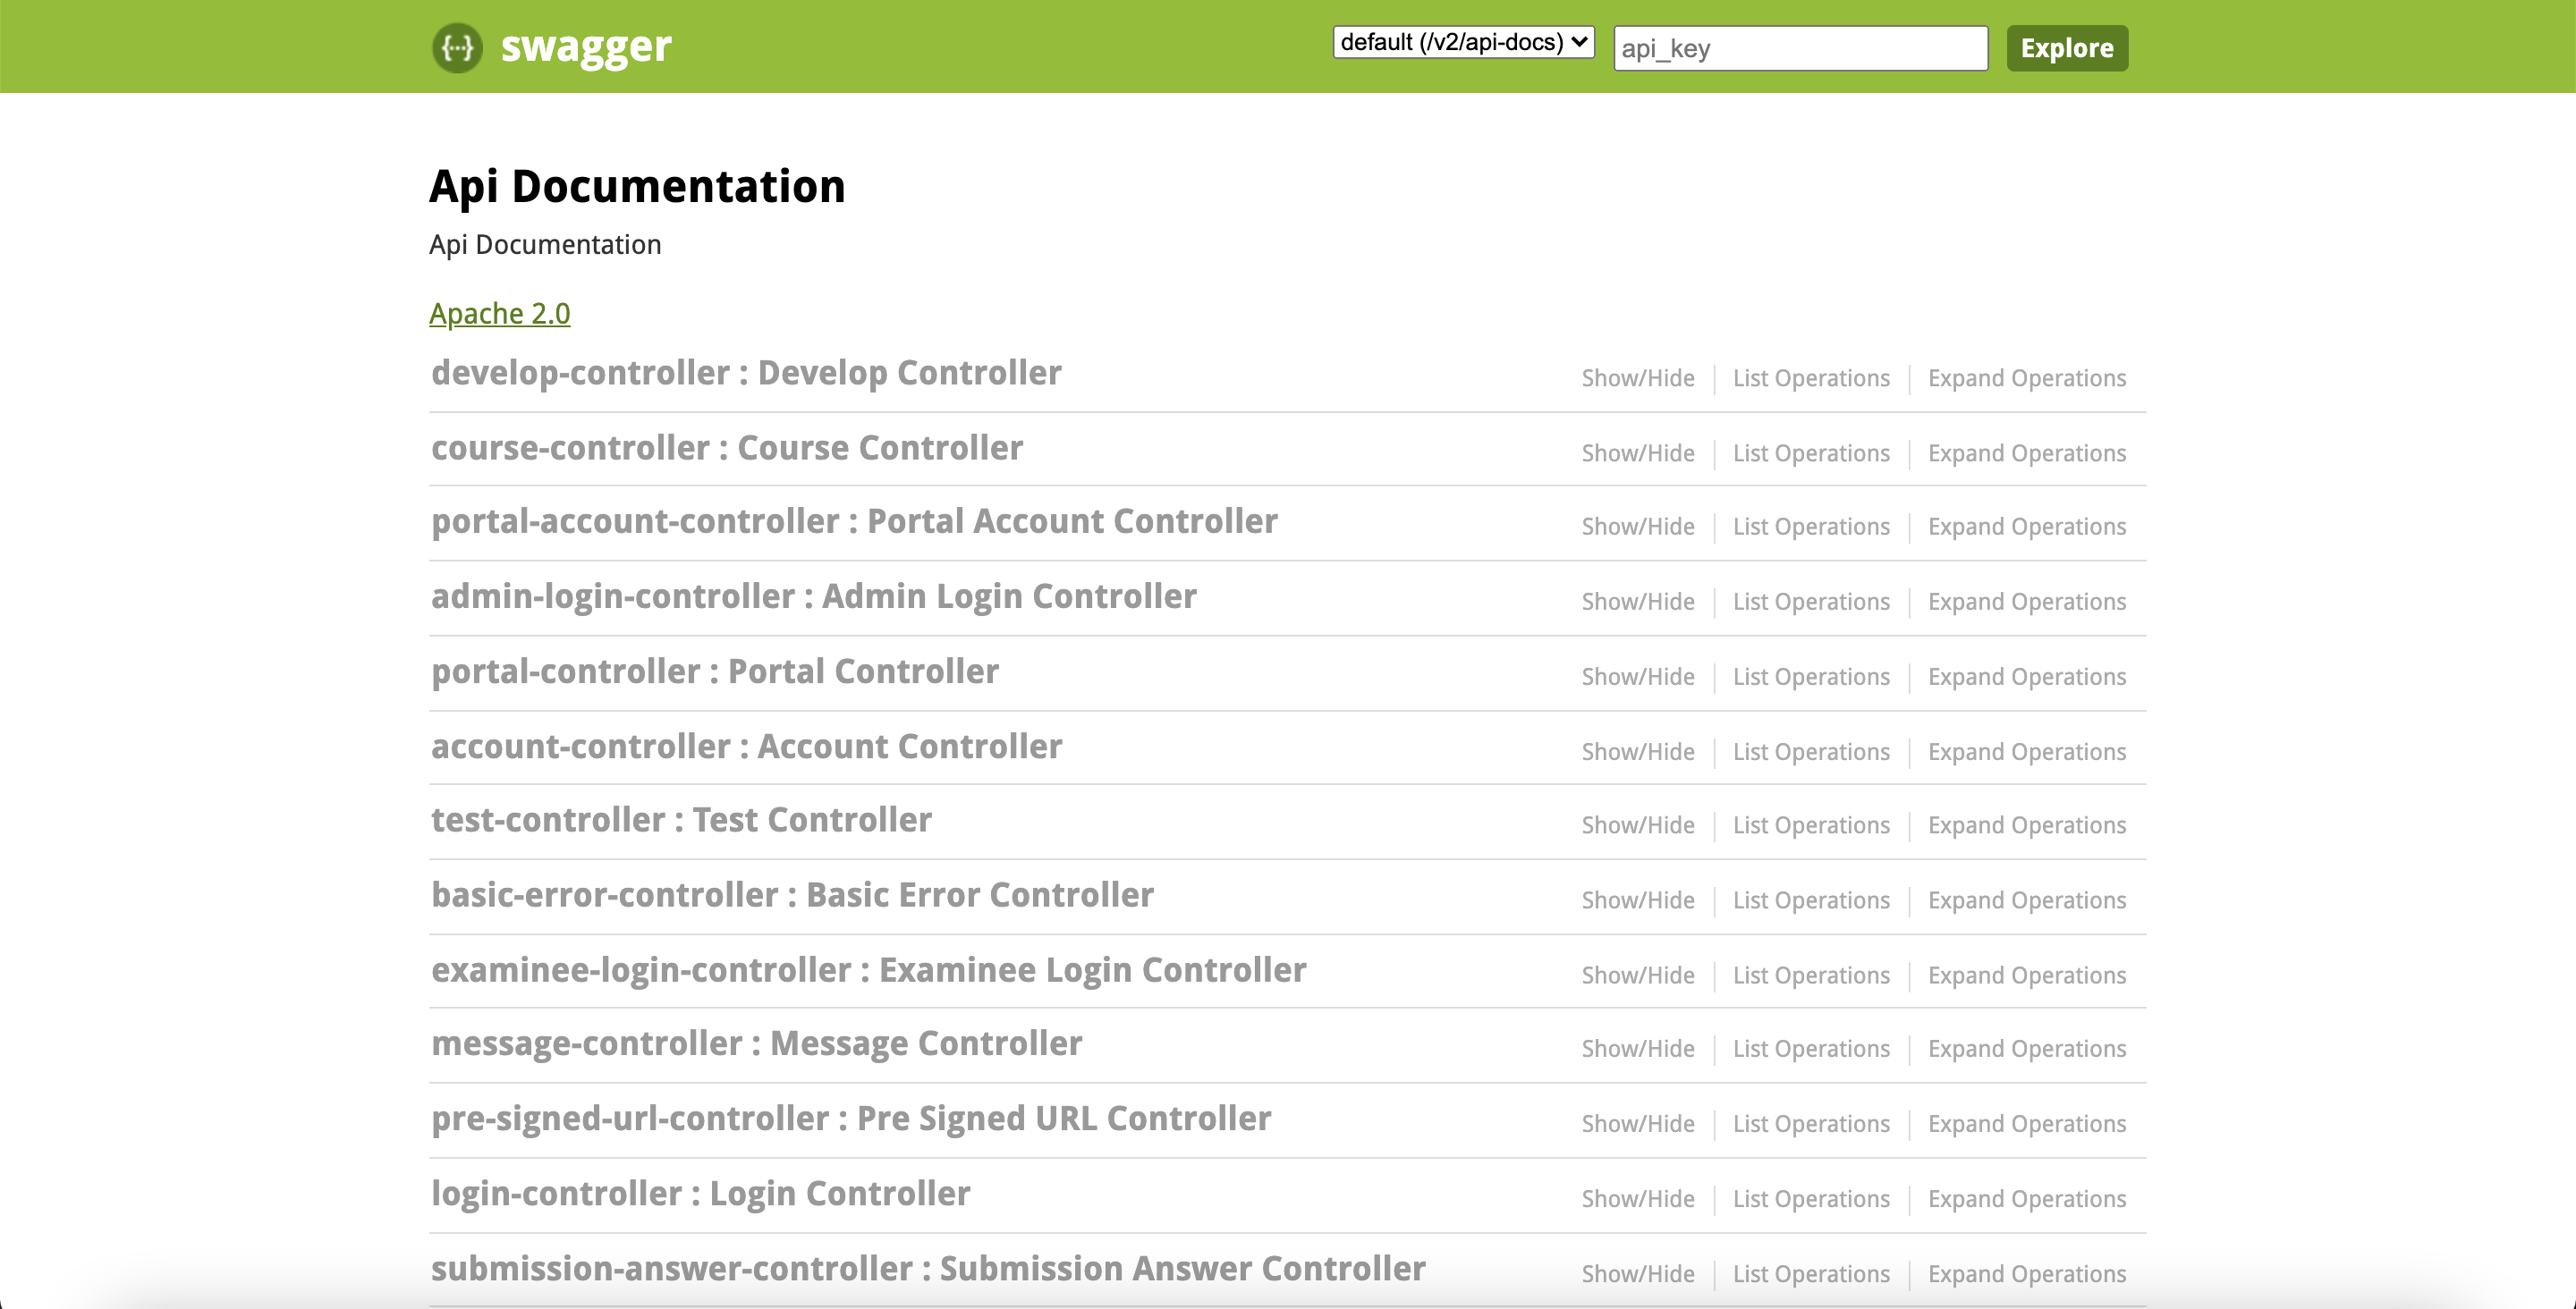 swagger
default (/v2/api-docs) api_key Explore
Api Documentation
Api Documentation
Apache 2.0
develop-controller : Develop Controller Show/Hide List Operations Expand Operations
course-controller : Course Controller Show/Hide List Operations Expand Operations
portal-account-controller : Portal Account Controller Show/Hide List Operations Expand Operations
admin-login-controller : Admin Login Controller Show/Hide List Operations Expand Operations
portal-controller : Portal Controller Show/Hide List Operations Expand Operations
account-controller : Account Controller Show/Hide List Operations Expand Operations
test-controller : Test Controller Show/Hide List Operations Expand Operations
basic-error-controller : Basic Error Controller Show/Hide List Operations Expand Operations
examinee-login-controller : Examinee Login Controller Show/Hide List Operations Expand Operations
message-controller : Message Controller Show/Hide List Operations Expand Operations
pre-signed-url-controller : Pre Signed URL Controller Show/Hide List Operations Expand Operations
login-controller : Login Controller Show/Hide List Operations Expand Operations
submission-answer-controller : Submission Answer Controller Show/Hide List Operations Expand Operations